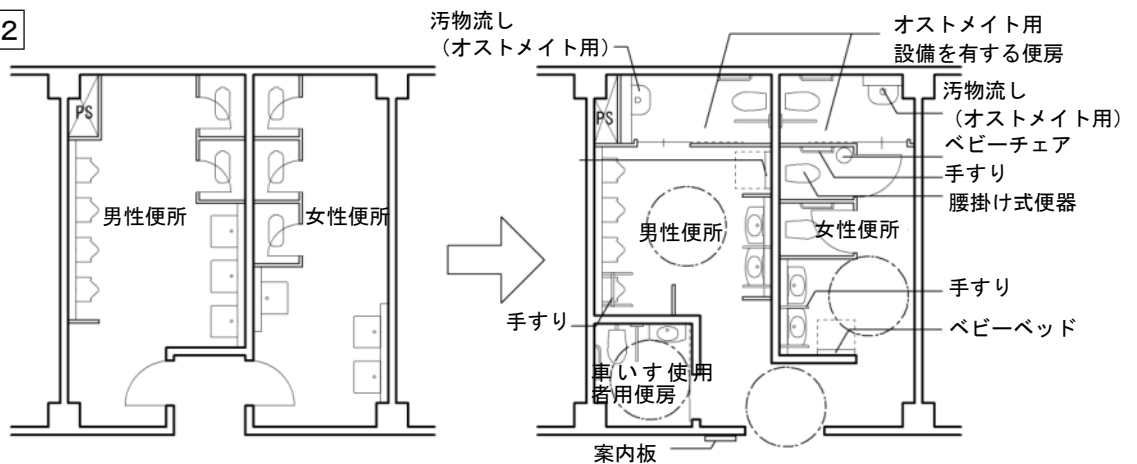 2
PS
男性便所
女性便所
汚物流し
（オストメイト用）
オストメイト用
設備を有する便房
汚物流し
（オストメイト用）
ベビーチェア
手すり
腰掛け式便器
PS
男性便所
女性便所
手すり
手すり
ベビーベッド
車いす使用
者用便房
案内板